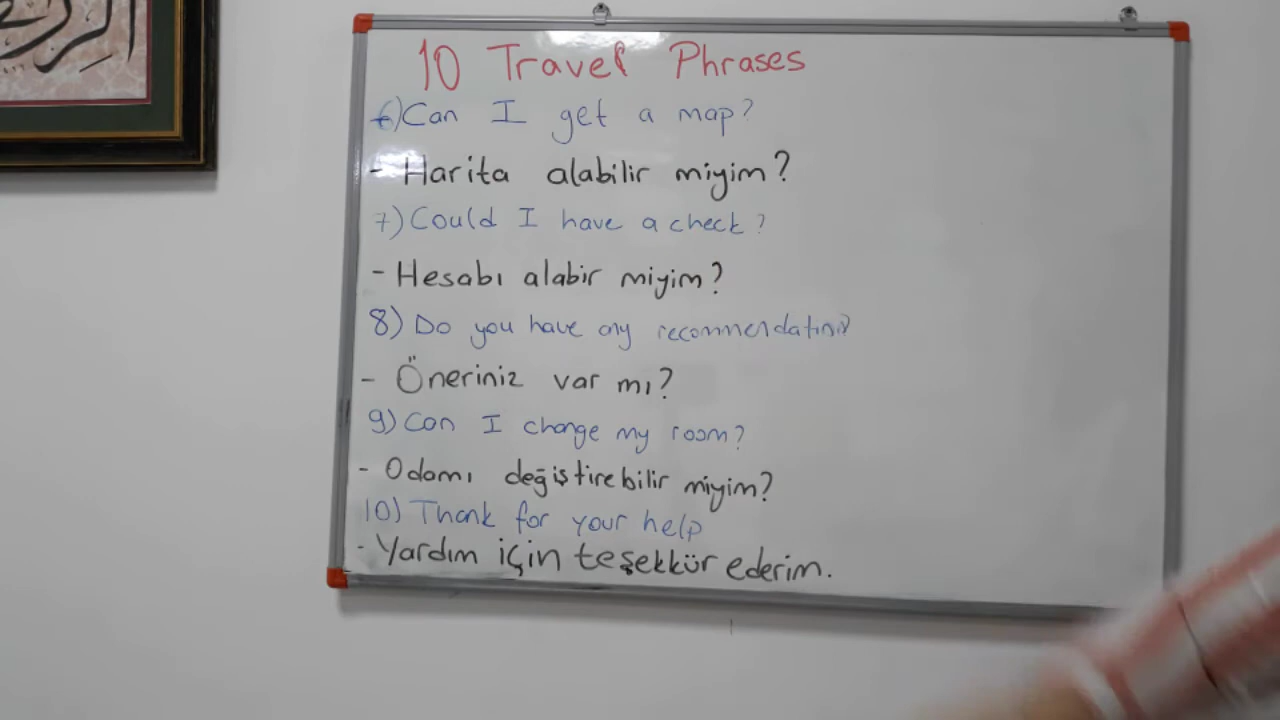 10 Travel Phrases
6) Can I get a map?
- Harita alabilir miyim?
7) Could I have a check?
- Hesabı alabir miyim?
8) Do you have any recommendations?
- Öneriniz var mı?
9) Can I change my room?
- Odamı değiştirebilir miyim?
10) Thank for your help
- Yardım için teşekkür ederim.